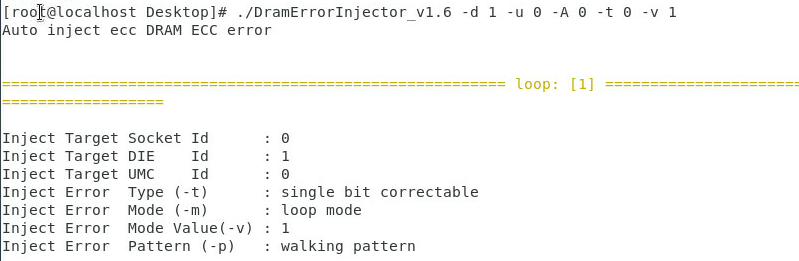 [root@localhost Desktop]# ./DramErrorInjector_v1.6 -d 1 -u 0 -A 0 -t 0 -v 1
Auto inject ecc DRAM ECC error
======================================================== loop: [1] ======================
==================
Inject Target Socket Id      : 0
Inject Target DIE    Id      : 1
Inject Target UMC    Id      : 0
Inject Error  Type (-t)      : single bit correctable
Inject Error  Mode (-m)      : loop mode
Inject Error  Mode Value(-v) : 1
Inject Error  Pattern (-p)   : walking pattern